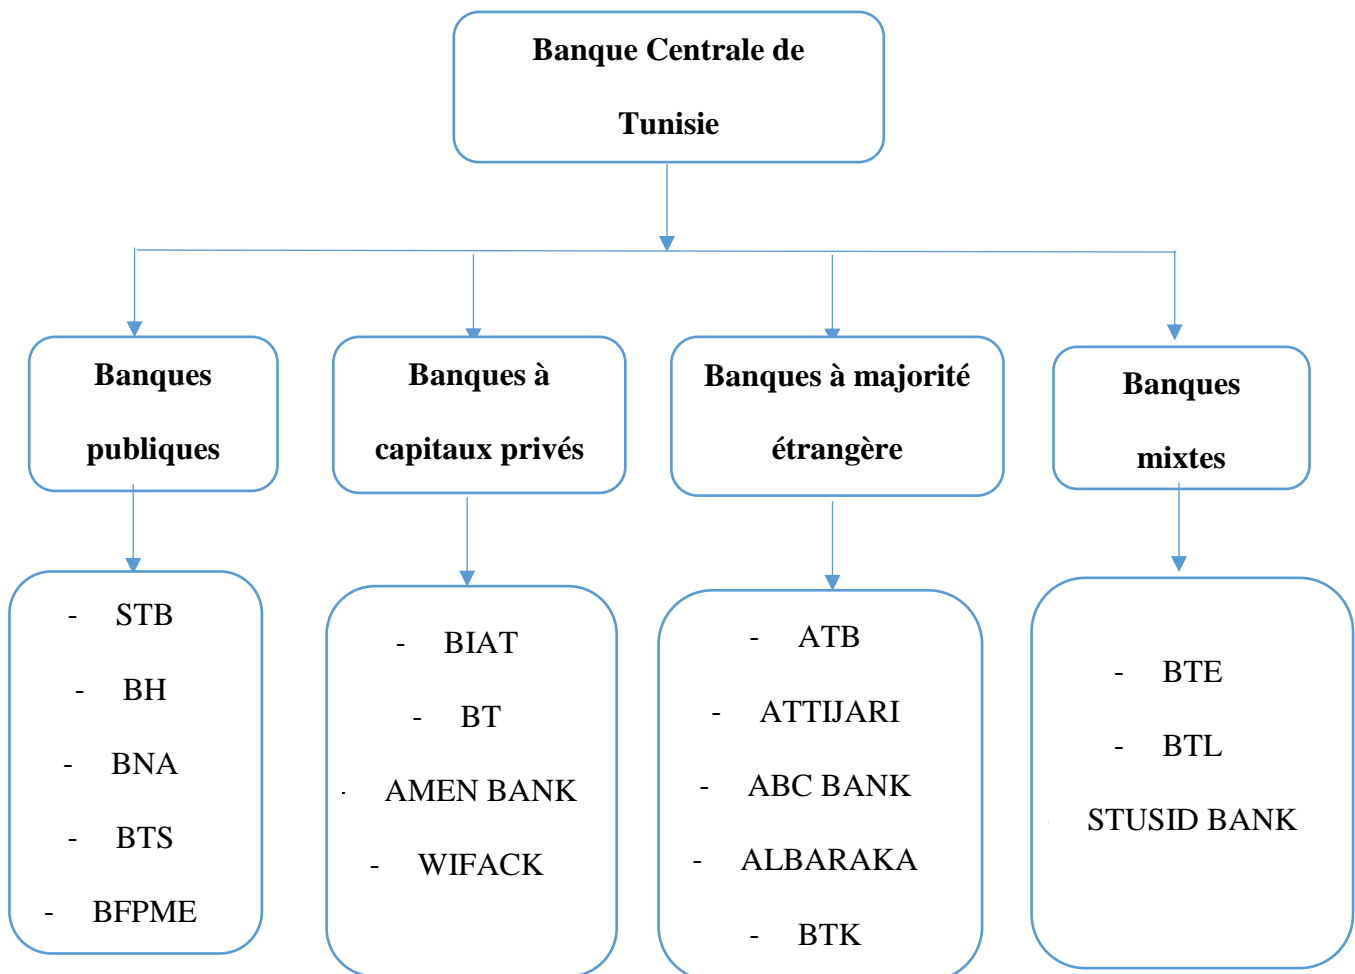 Banque Centrale de
Tunisie
Banques
publiques
Banques à
capitaux privés
Banques à majorité
étrangère
Banques
mixtes
- STB
- BH
- BNA
- BTS
- BFPME
- BIAT
- BT
- AMEN BANK
- WIFACK
- ATB
- ATTIJARI
- ABC BANK
- ALBARAKA
- BTK
- BTE
- BTL
- STUSID BANK